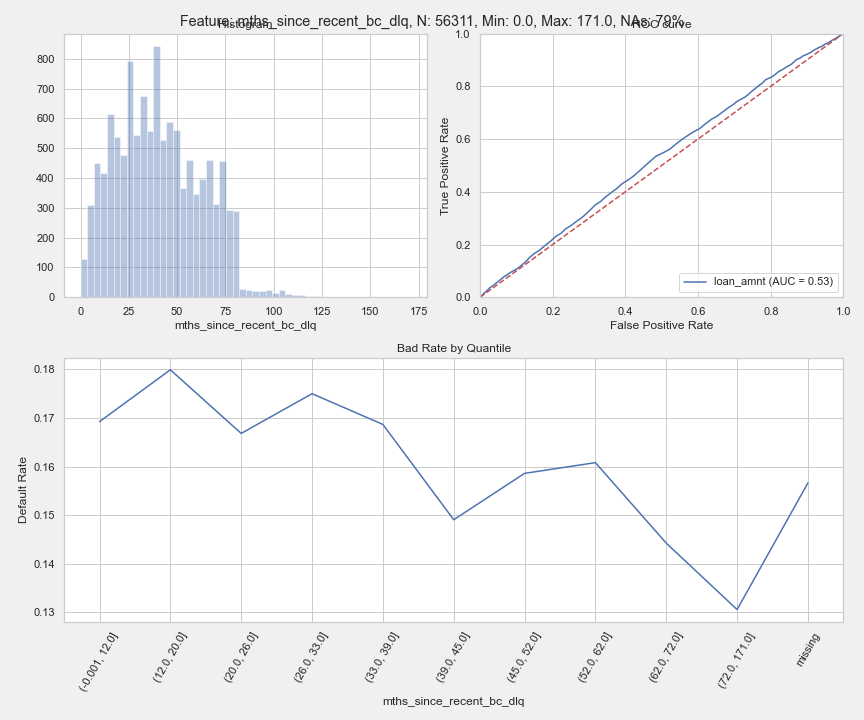 Feature: mths_since_recent_bc_dlq, N: 56311, Min: 0.0, Max: 171.0, NAs: 79%
Histogram
800
700
600
500
400
300
200
100
0
0 25 50 75 100 125 150 175
mths_since_recent_bc_dlq
ROC curve
True Positive Rate
1.0
0.8
0.6
0.4
0.2
0.0
loan_amnt (AUC = 0.53)
0.0 0.2 0.4 0.6 0.8 1.0
False Positive Rate
Bad Rate by Quantile
Default Rate
0.18
0.17
0.16
0.15
0.14
0.13
(-0.001, 12.0]
(12.0, 20.0]
(20.0, 26.0]
(26.0, 33.0]
(33.0, 39.0]
(39.0, 45.0]
(45.0, 52.0]
(52.0, 62.0]
(62.0, 72.0]
(72.0, 171.0]
missing
mths_since_recent_bc_dlq